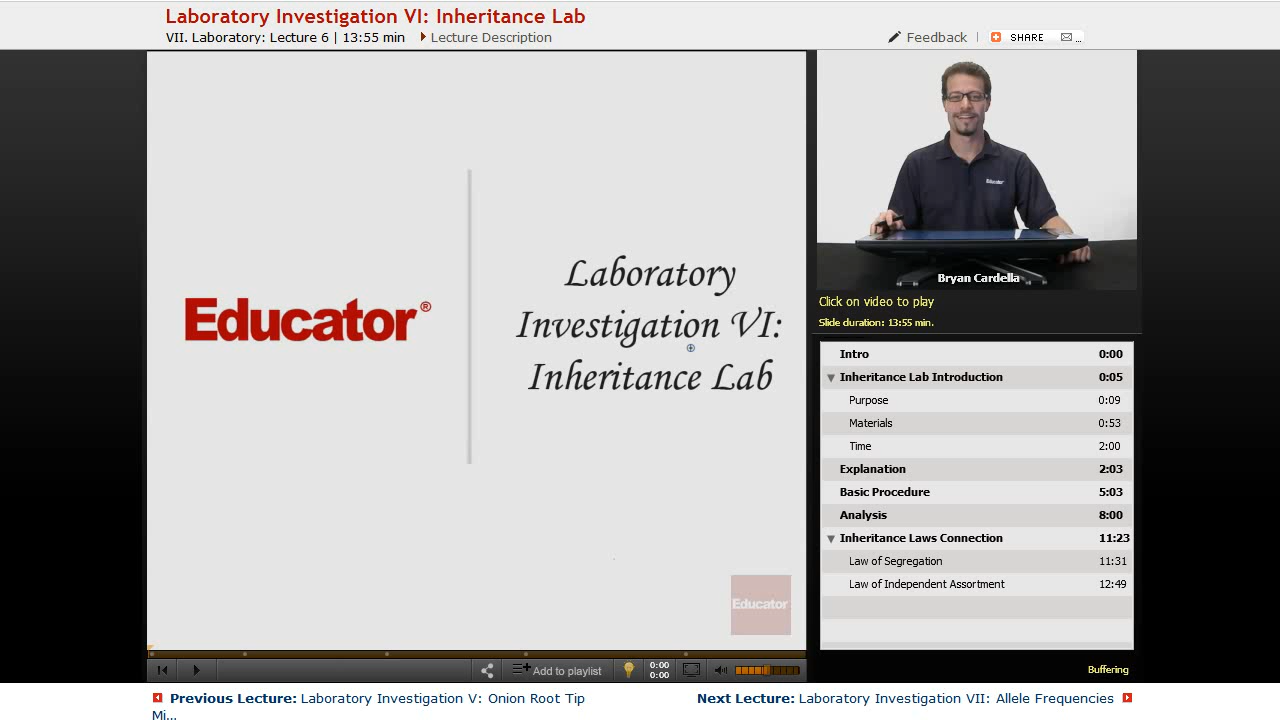 Laboratory Investigation VI: Inheritance Lab
VII. Laboratory: Lecture 6 | 13:55 min Lecture Description
Feedback | SHARE ...
Educator®
Laboratory
Investigation VI:
Inheritance Lab
Educator
Educator
Bryan Cardella
Click on video to play
Slide duration: 13:55 min.
Intro 0:00
Inheritance Lab Introduction 0:05
Purpose 0:09
Materials 0:53
Time 2:00
Explanation 2:03
Basic Procedure 5:03
Analysis 8:00
Inheritance Laws Connection 11:23
Law of Segregation 11:31
Law of Independent Assortment 12:49
Add to playlist
0:00
0:00
Buffering
Previous Lecture: Laboratory Investigation V: Onion Root Tip
Mi...
Next Lecture: Laboratory Investigation VII: Allele Frequencies